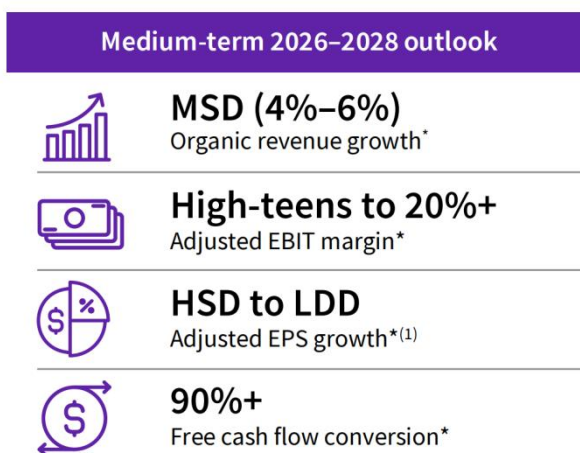 Medium-term 2026–2028 outlook
MSD (4%–6%)
Organic revenue growth*
High-teens to 20%+
Adjusted EBIT margin*
$ %
HSD to LDD
Adjusted EPS growth*(1)
$
90%+
Free cash flow conversion*